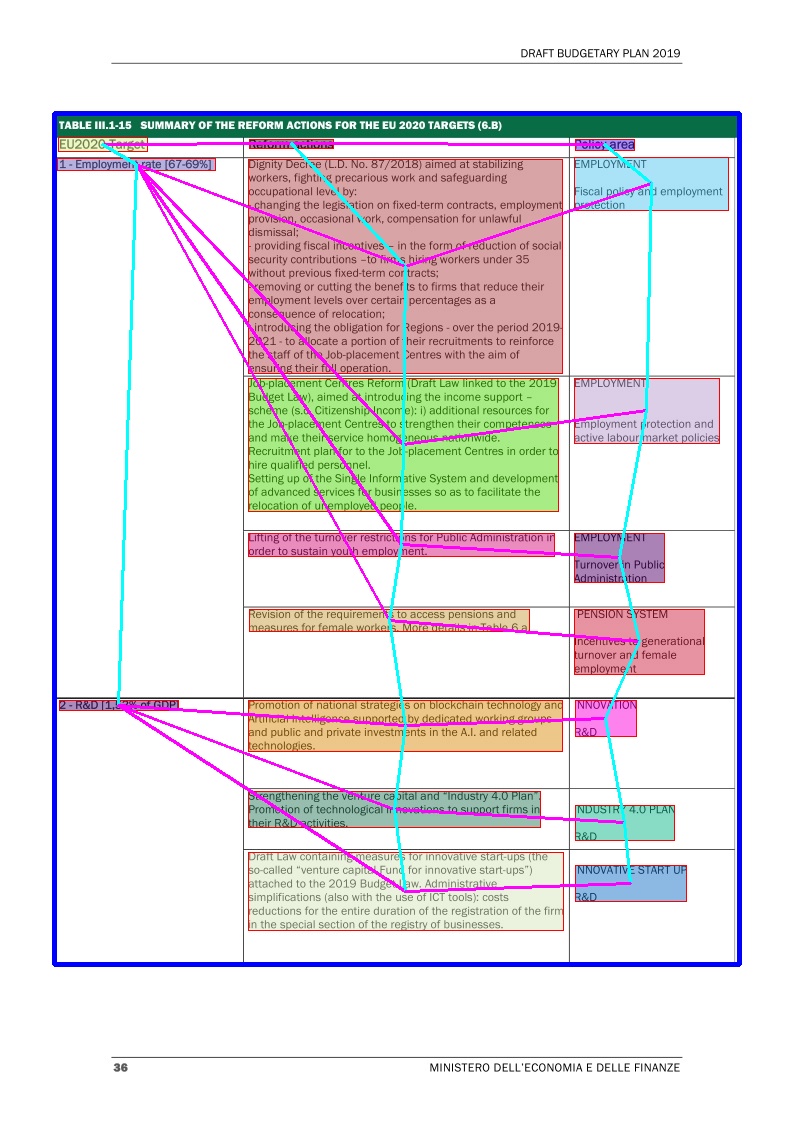 DRAFT BUDGETARY PLAN 2019
TABLE III.1-15 SUMMARY OF THE REFORM ACTIONS FOR THE EU 2020 TARGETS (6.B)
EU2020 Target
Reform actions
Policy area
1 - Employment rate [67-69%]
Dignity Decree (L.D. No. 87/2018) aimed at stabilizing
workers, fighting precarious work and safeguarding
occupational level by:
- changing the legislation on fixed-term contracts, employment
provision, occasional work, compensation for unlawful
dismissal;
- providing fiscal incentives – in the form of reduction of social
security contributions –to firms hiring workers under 35
without previous fixed-term contracts;
-removing or cutting the benefits to firms that reduce their
employment levels over certain percentages as a
consequence of relocation;
- introducing the obligation for Regions - over the period 2019-
2021 - to allocate a portion of their recruitments to reinforce
the staff of the Job-placement Centres with the aim of
ensuring their full operation.
EMPLOYMENT
Fiscal policy and employment
protection
Job-placement Centres Reform (Draft Law linked to the 2019
Budget Law), aimed at introducing the income support –
scheme (s.c. Citizenship Income): i) additional resources for
the Job-placement Centres to strengthen their competences
and make their service homogeneous nationwide.
Recruitment plan for to the Job-placement Centres in order to
hire qualified personnel.
Setting up of the Single Informative System and development
of advanced services for businesses so as to facilitate the
relocation of unemployed people.
EMPLOYMENT
Employment protection and
active labour market policies
Lifting of the turnover restrictions for Public Administration in
order to sustain youth employment.
EMPLOYMENT
Turnover in Public
Administration
Revision of the requirements to access pensions and
measures for female workers. More details in Table 6.a
PENSION SYSTEM
Incentives to generational
turnover and female
employment
2 - R&D [1,53% of GDP]
Promotion of national strategies on blockchain technology and
Artificial Intelligence supported by dedicated working groups
and public and private investments in the A.I. and related
technologies.
INNOVATION
R&D
Strengthening the venture capital and “Industry 4.0 Plan”.
Promotion of technological innovations to support firms in
their R&D activities.
INDUSTRY 4.0 PLAN
R&D
Draft Law containing measures for innovative start-ups (the
so-called “venture capital Fund for innovative start-ups”)
attached to the 2019 Budget Law. Administrative
simplifications (also with the use of ICT tools): costs
reductions for the entire duration of the registration of the firm
in the special section of the registry of businesses.
INNOVATIVE START UP
R&D
36
MINISTERO DELL'ECONOMIA E DELLE FINANZE